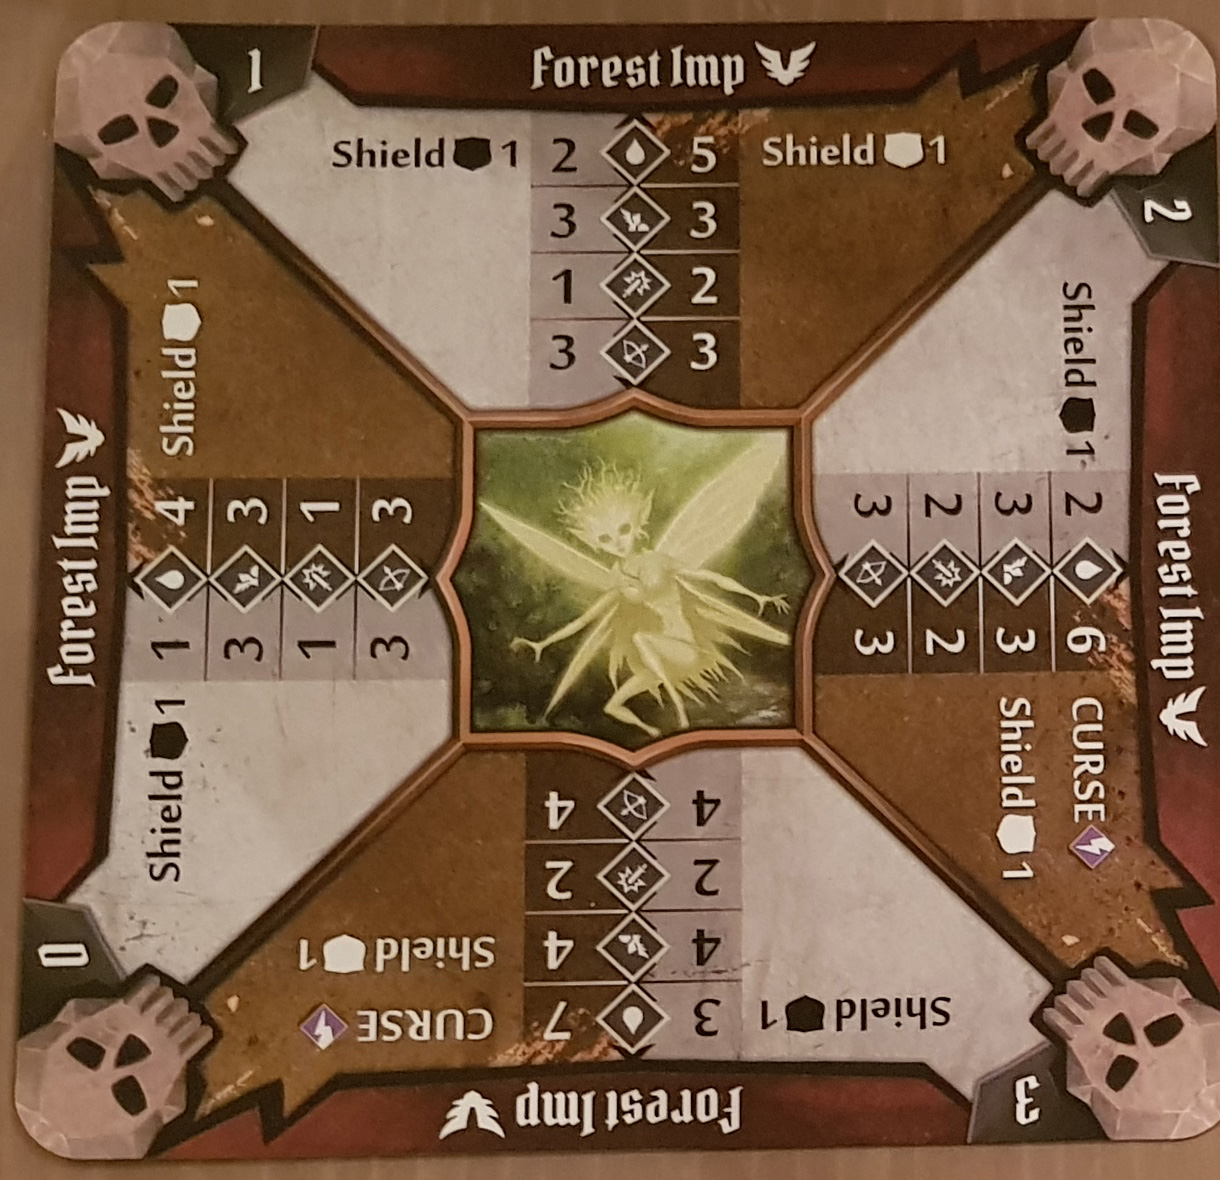 1
Forest Imp
Shield 1 2 5 Shield 1
3 3
1 2
3 3
2
Forest Imp
Shield 1 2 6 CURSE
3 3 Shield 1
2 2
3 3
3
Forest Imp
Shield 1 3 7 CURSE
4 4 Shield 1
2 2
4 4
0
Forest Imp
Shield 1 1 4 Shield 1
3 3
1 1
3 3